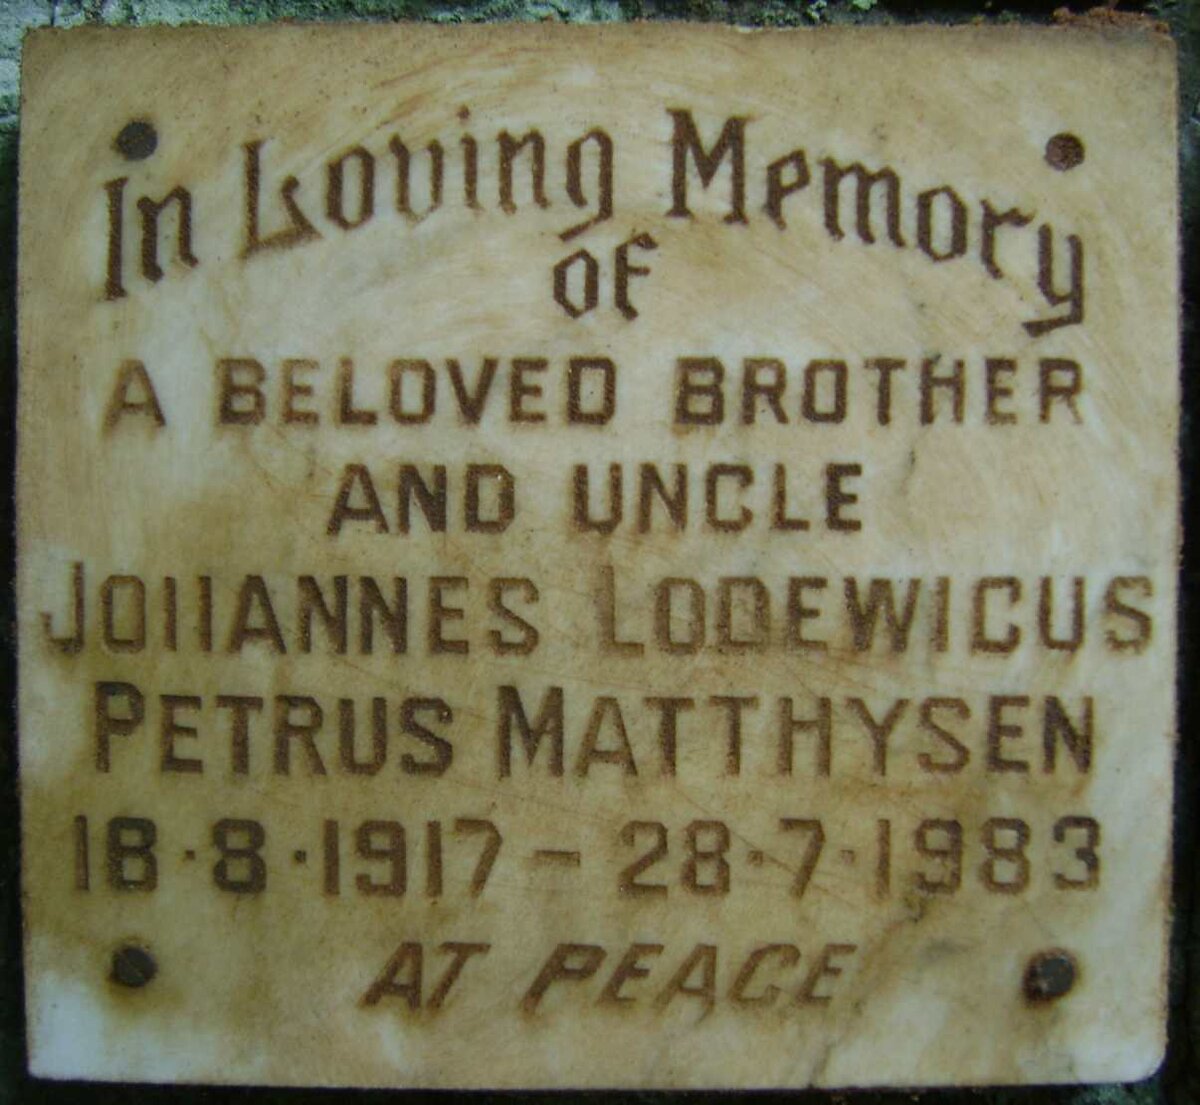 In Loving Memory
of
A BELOVED BROTHER
AND UNCLE
JOHANNES LODEWICUS
PETRUS MATTHYSEN
18·8·1917 – 28·7·1983
AT PEACE